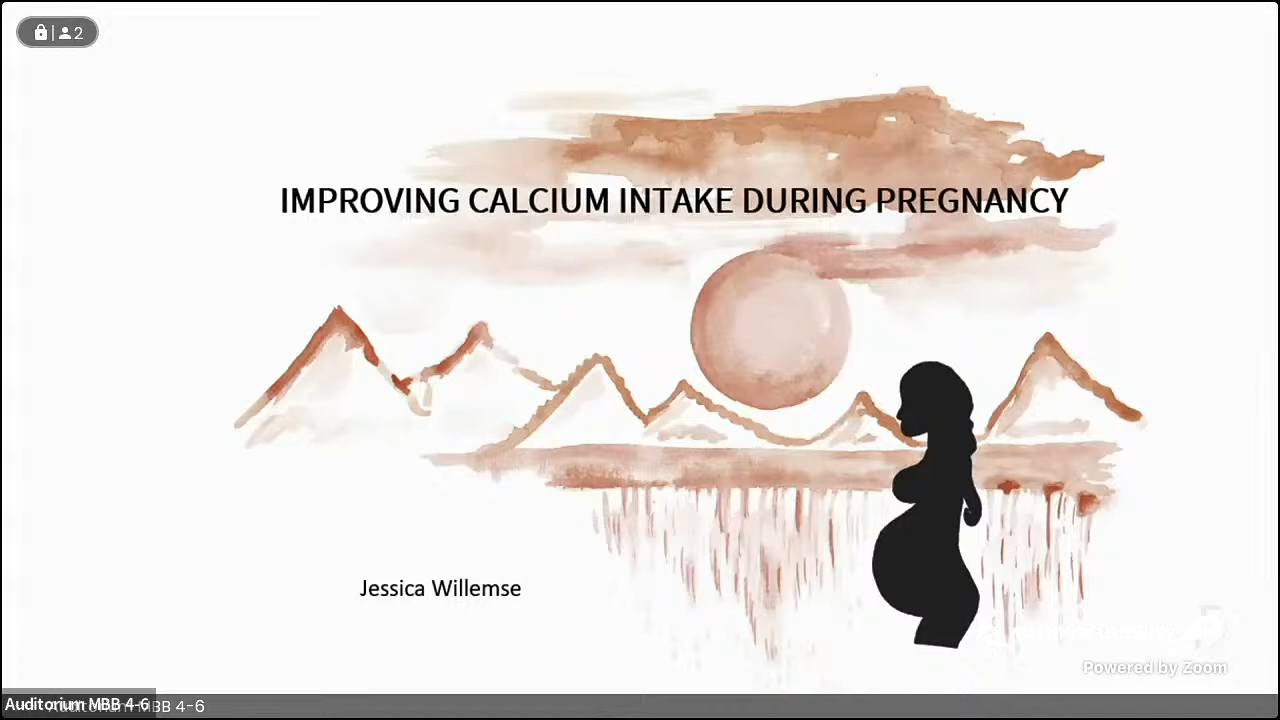 2
IMPROVING CALCIUM INTAKE DURING PREGNANCY
Jessica Willemse
Powered by Zoom
Auditorium MBB 4-6